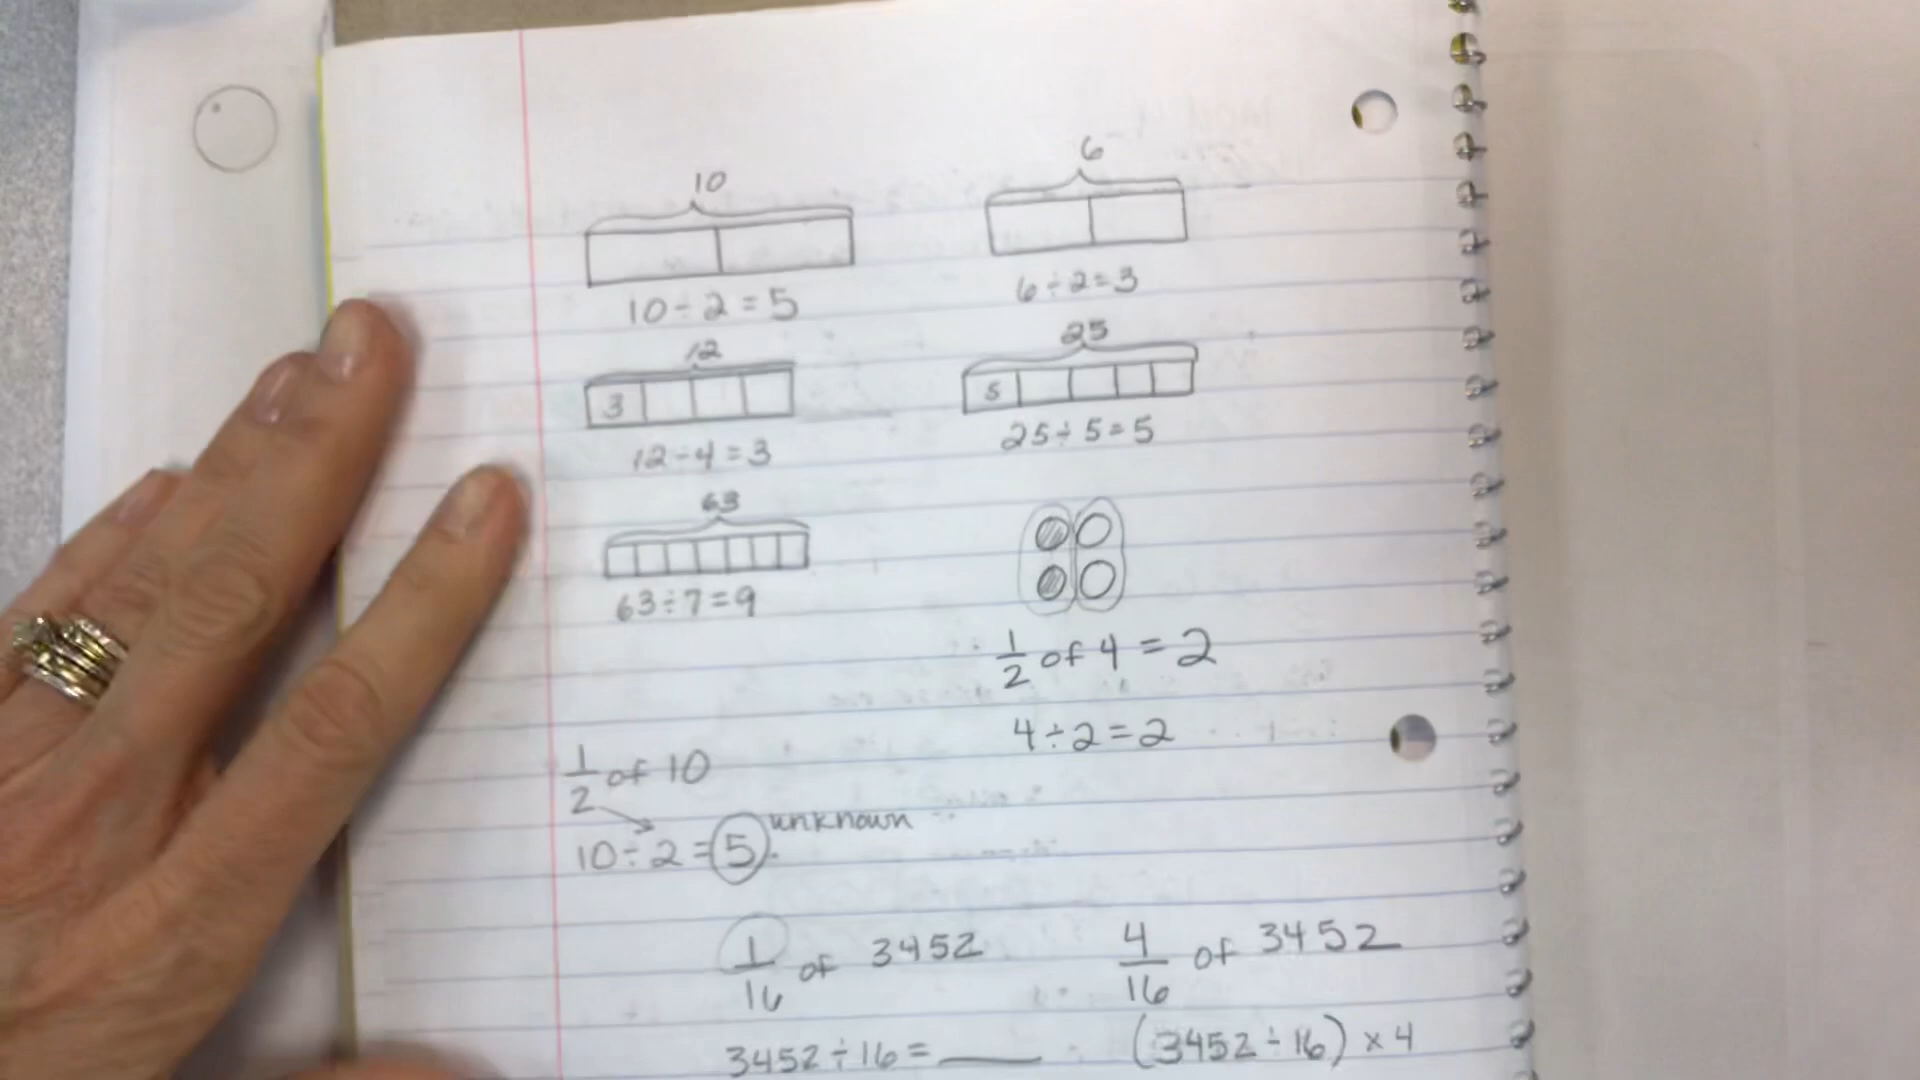 10
6
10 ÷ 2 = 5
6 ÷ 2 = 3
12
25
3
5
12 ÷ 4 = 3
25 ÷ 5 = 5
63
63 ÷ 7 = 9
1/2 of 4 = 2
4 ÷ 2 = 2
1/2 of 10
unknown
10 ÷ 2 = 5.
1/16 of 3452
4/16 of 3452
3452 ÷ 16 = ____
(3452 ÷ 16) x 4